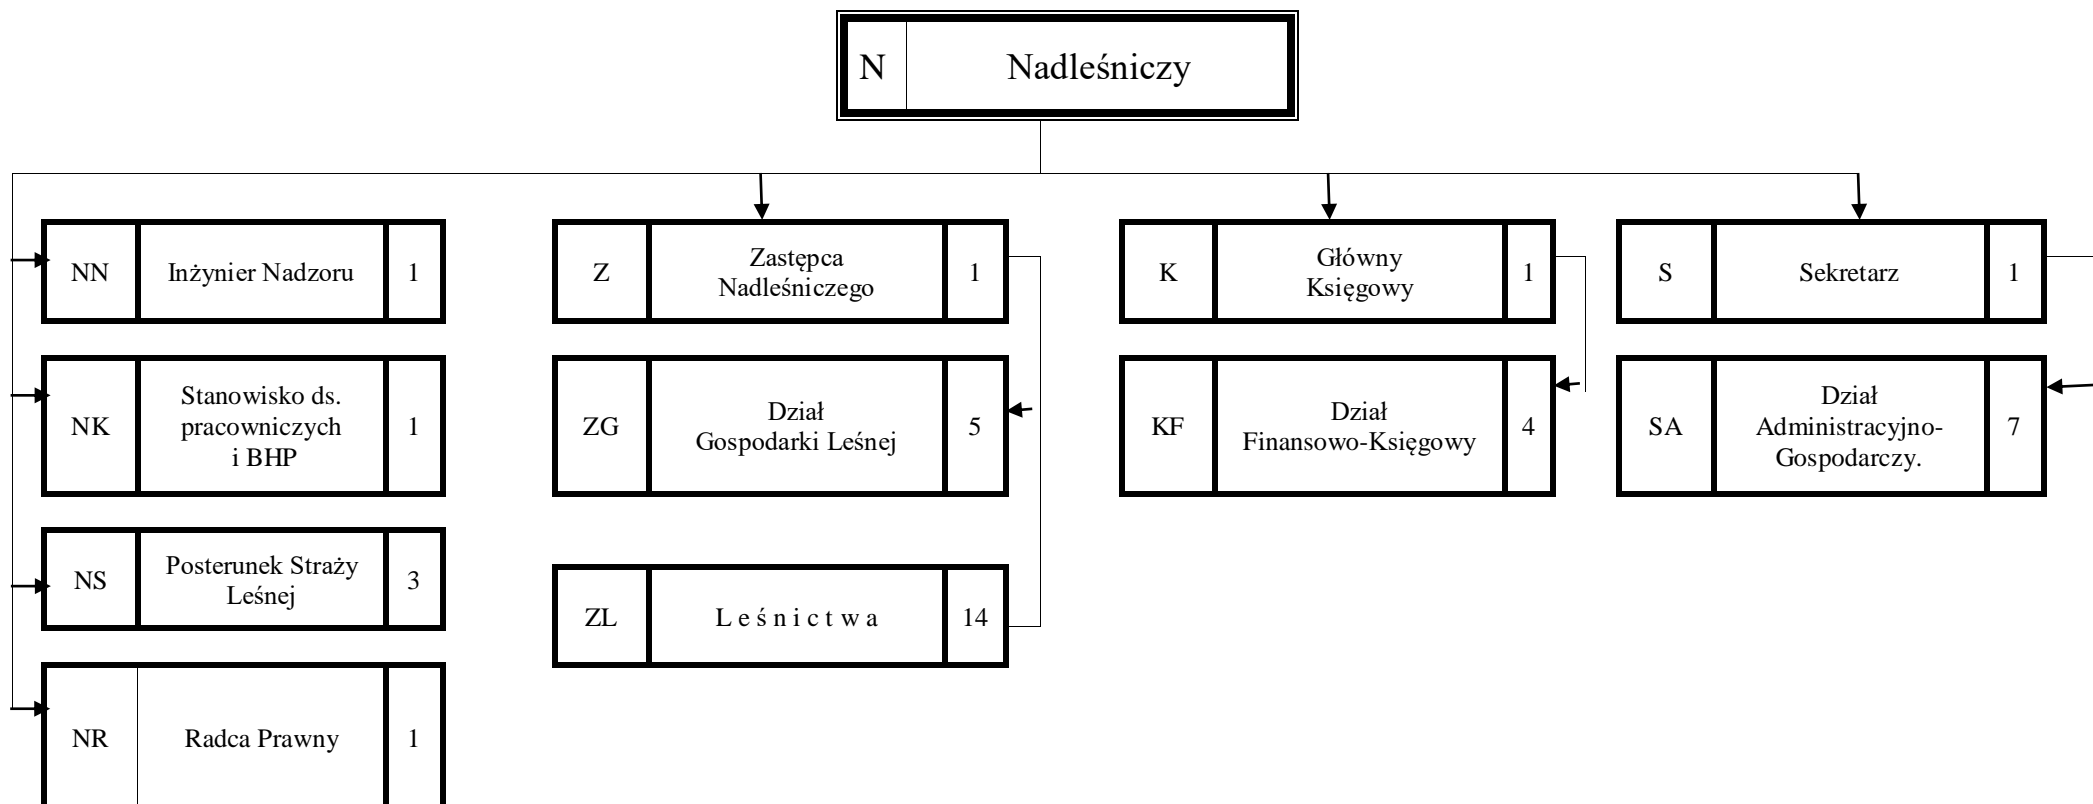 N Nadleśniczy
NN Inżynier Nadzoru 1
Z Zastępca
Nadleśniczego 1
K Główny
Księgowy 1
S Sekretarz 1
NK Stanowisko ds.
pracowniczych
i BHP 1
ZG Dział
Gospodarki Leśnej 5
KF Dział
Finansowo-Księgowy 4
SA Dział
Administracyjno-
Gospodarczy. 7
NS Posterunek Straży
Leśnej 3
ZL L e ś n i c t w a 14
NR Radca Prawny 1